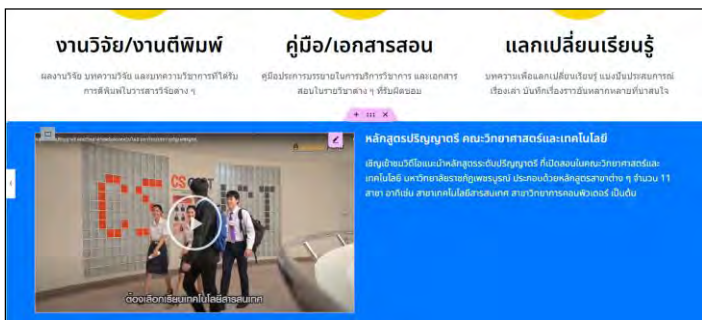 งานวิจัย/งานตีพิมพ์
คู่มือ/เอกสารสอน
แลกเปลี่ยนเรียนรู้
ผลงานวิจัย บทความวิจัย และบทความวิชาการที่ได้รับ
การตีพิมพ์ในวารสารวิจัยต่าง ๆ
คู่มือประการบรรยายในการบริการวิชาการ และเอกสาร
สอนในรายวิชาต่าง ๆ ที่รับผิดชอบ
บทความเพื่อแลกเปลี่ยนเรียนรู้ แบ่งปันประสบการณ์
เรื่องเล่า บันทึกเรื่องราวอันหลากหลายที่น่าสนใจ
หลักสูตรปริญญาตรี คณะวิทยาศาสตร์และเทคโนโลยี
เชิญเข้าชมวิดีโอแนะนำหลักสูตรระดับปริญญาตรี ที่เปิดสอนในคณะวิทยาศาสตร์และ
เทคโนโลยี มหาวิทยาลัยราชภัฏเพชรบูรณ์ ประกอบด้วยหลักสูตรสาขาต่าง ๆ จำนวน 11
สาขา อาทิเช่น สาขาเทคโนโลยีสารสนเทศ สาขาวิทยาการคอมพิวเตอร์ เป็นต้น
CS
ต้องเลือกเรียนเทคโนโลยีสารสนเทศ